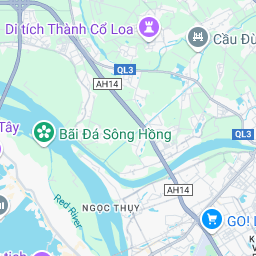 Di tích Thành Cổ Loa
Cầu Đu
QL3
AH14
Tây
Bãi Đá Sông Hồng
QL3
AH14
Red River
NGỌC THỤY
GO!
tich